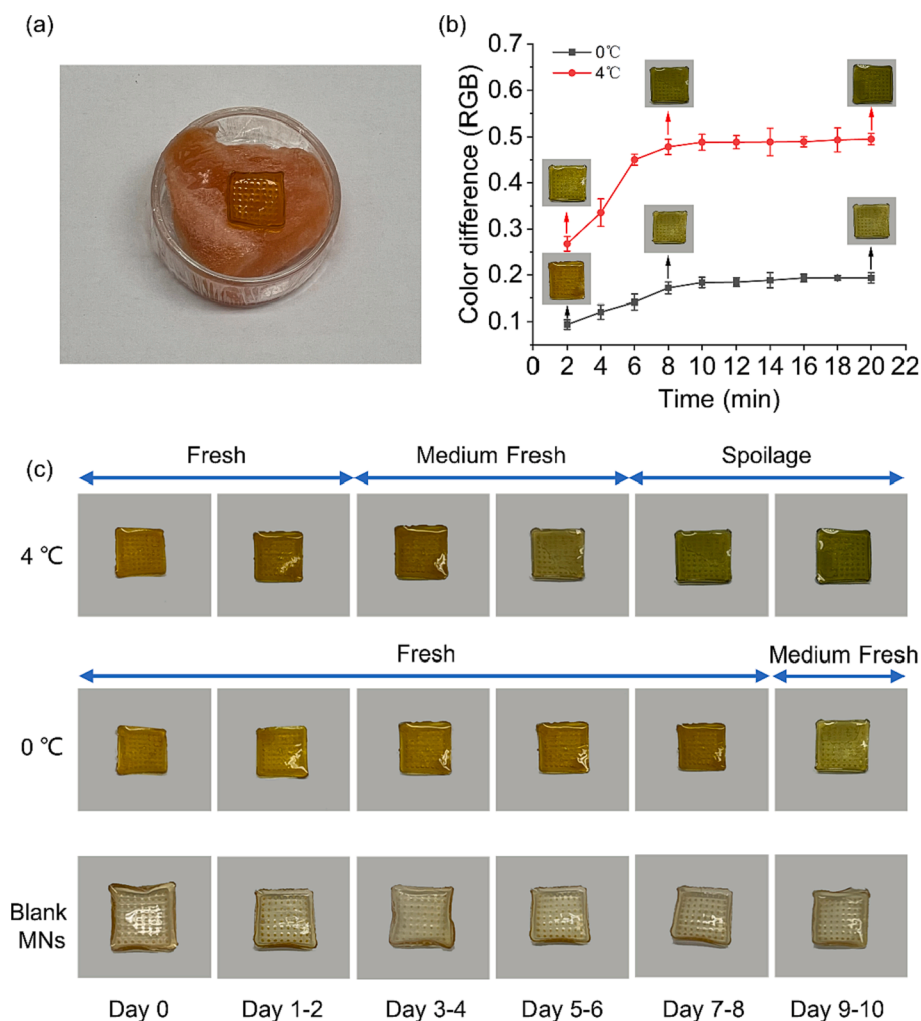 (a)
(b)
Color difference (RGB)
0.7
0.6
0.5
0.4
0.3
0.2
0.1
0℃
4℃
0 2 4 6 8 10 12 14 16 18 20 22
Time (min)
(c)
Fresh Medium Fresh Spoilage
4 ℃
Fresh Medium Fresh
0 ℃
Blank
MNs
Day 0 Day 1-2 Day 3-4 Day 5-6 Day 7-8 Day 9-10